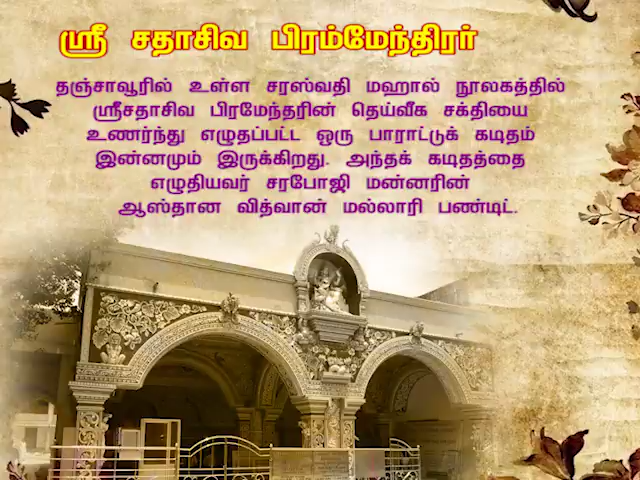 ஸ்ரீ சதாசிவ பிரம்மேந்திரர்
தஞ்சாவூரில் உள்ள சரஸ்வதி மஹால் நூலகத்தில்
ஸ்ரீசதாசிவ பிரமேந்தரின் தெய்வீக சக்தியை
உணர்ந்து எழுதப்பட்ட ஒரு பாராட்டுக் கடிதம்
இன்னமும் இருக்கிறது. அந்தக் கடிதத்தை
எழுதியவர் சரபோஜி மன்னரின்
ஆஸ்தான வித்வான் மல்லாரி பண்டிட்.